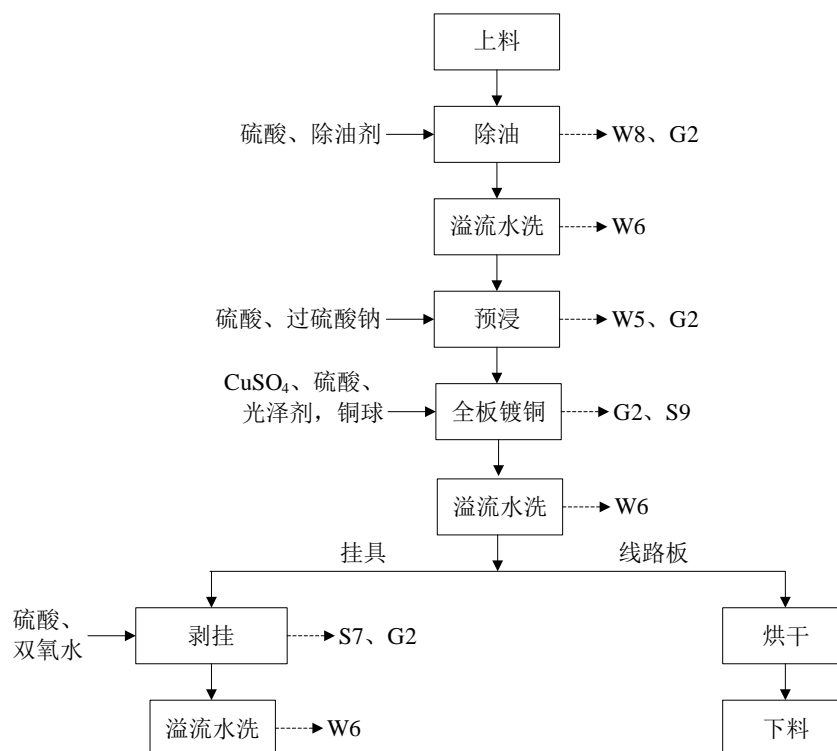 上料
硫酸、除油剂
除油
W8、G2
溢流水洗
W6
硫酸、过硫酸钠
预浸
W5、G2
CuSO₄、硫酸、
光泽剂，铜球
全板镀铜
G2、S9
溢流水洗
W6
挂具
线路板
硫酸、
双氧水
剥挂
S7、G2
烘干
溢流水洗
W6
下料